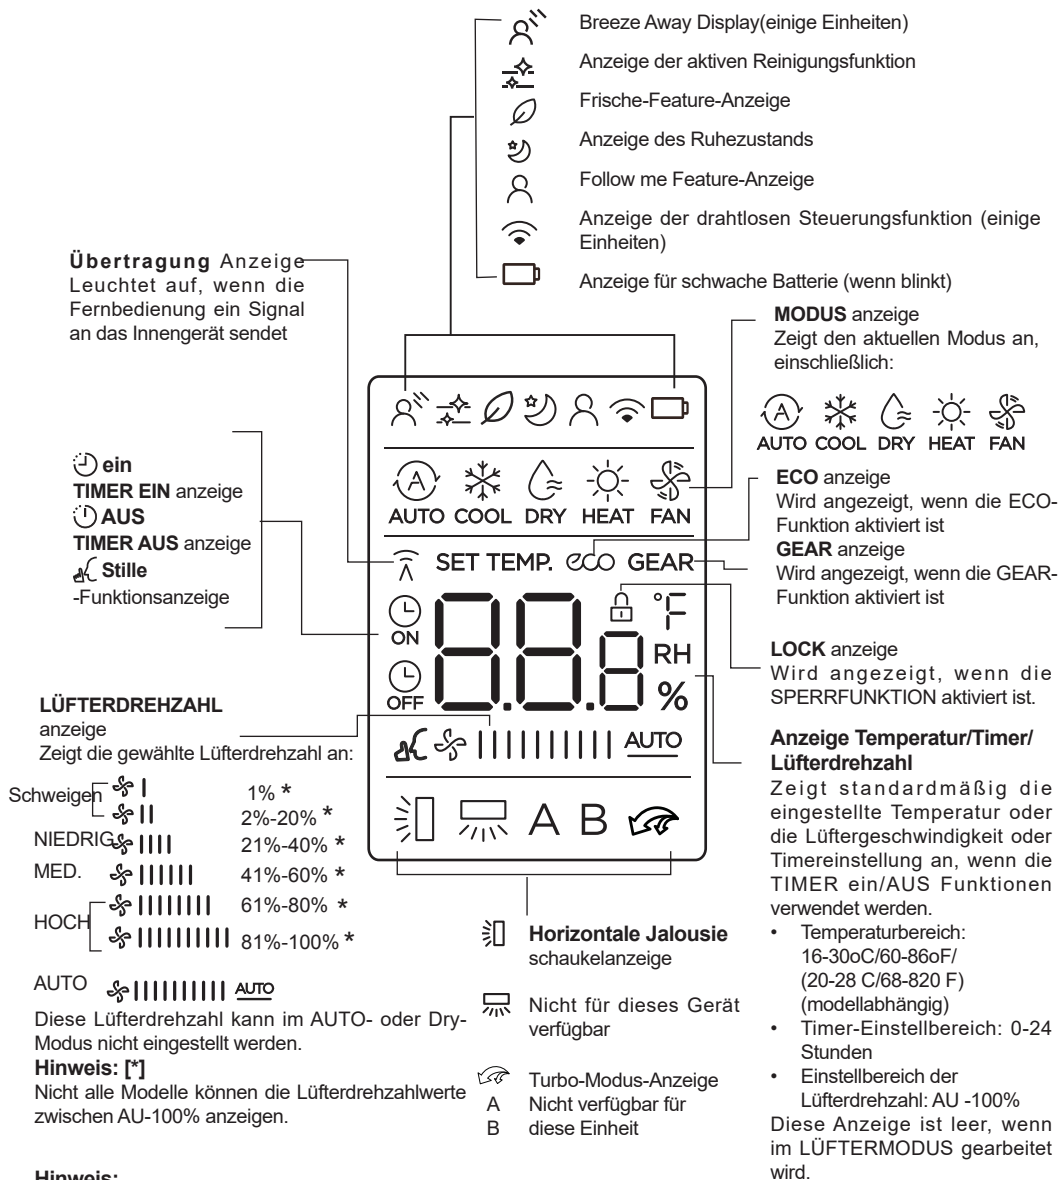 Breeze Away Display(einige Einheiten)
Anzeige der aktiven Reinigungsfunktion
Frische-Feature-Anzeige
Anzeige des Ruhezustands
Follow me Feature-Anzeige
Anzeige der drahtlosen Steuerungsfunktion (einige
Einheiten)
Anzeige für schwache Batterie (wenn blinkt)
Übertragung Anzeige
Leuchtet auf, wenn die
Fernbedienung ein Signal
an das Innengerät sendet
MODUS anzeige
Zeigt den aktuellen Modus an,
einschließlich:
AUTO COOL DRY HEAT FAN
ECO anzeige
Wird angezeigt, wenn die ECO-
Funktion aktiviert ist
GEAR anzeige
Wird angezeigt, wenn die GEAR-
Funktion aktiviert ist
LOCK anzeige
Wird angezeigt, wenn die
SPERRFUNKTION aktiviert ist.
Anzeige Temperatur/Timer/
Lüfterdrehzahl
Zeigt standardmäßig die
eingestellte Temperatur oder
die Lüftergeschwindigkeit oder
Timereinstellung an, wenn die
TIMER ein/AUS Funktionen
verwendet werden.
• Temperaturbereich:
16-30oC/60-86oF/
(20-28 C/68-820 F)
(modellabhängig)
• Timer-Einstellbereich: 0-24
Stunden
• Einstellbereich der
Lüfterdrehzahl: AU -100%
Diese Anzeige ist leer, wenn
im LÜFTERMODUS gearbeitet
wird.
ein
TIMER EIN anzeige
AUS
TIMER AUS anzeige
Stille
-Funktionsanzeige
A
AUTO COOL DRY HEAT FAN
SET TEMP. eco GEAR
ON
88.8 °F
RH
OFF
%
AUTO
A B
LÜFTERDREHZAHL
anzeige
Zeigt die gewählte Lüfterdrehzahl an:
Schweigen
1% *
2%-20% *
NIEDRIG
21%-40% *
MED.
41%-60% *
HOCH
61%-80% *
81%-100% *
AUTO AUTO
Diese Lüfterdrehzahl kann im AUTO- oder Dry-
Modus nicht eingestellt werden.
Hinweis: [*]
Nicht alle Modelle können die Lüfterdrehzahlwerte
zwischen AU-100% anzeigen.
Hinweis:
Horizontale Jalousie
schaukelanzeige
Nicht für dieses Gerät
verfügbar
Turbo-Modus-Anzeige
A Nicht verfügbar für
B diese Einheit